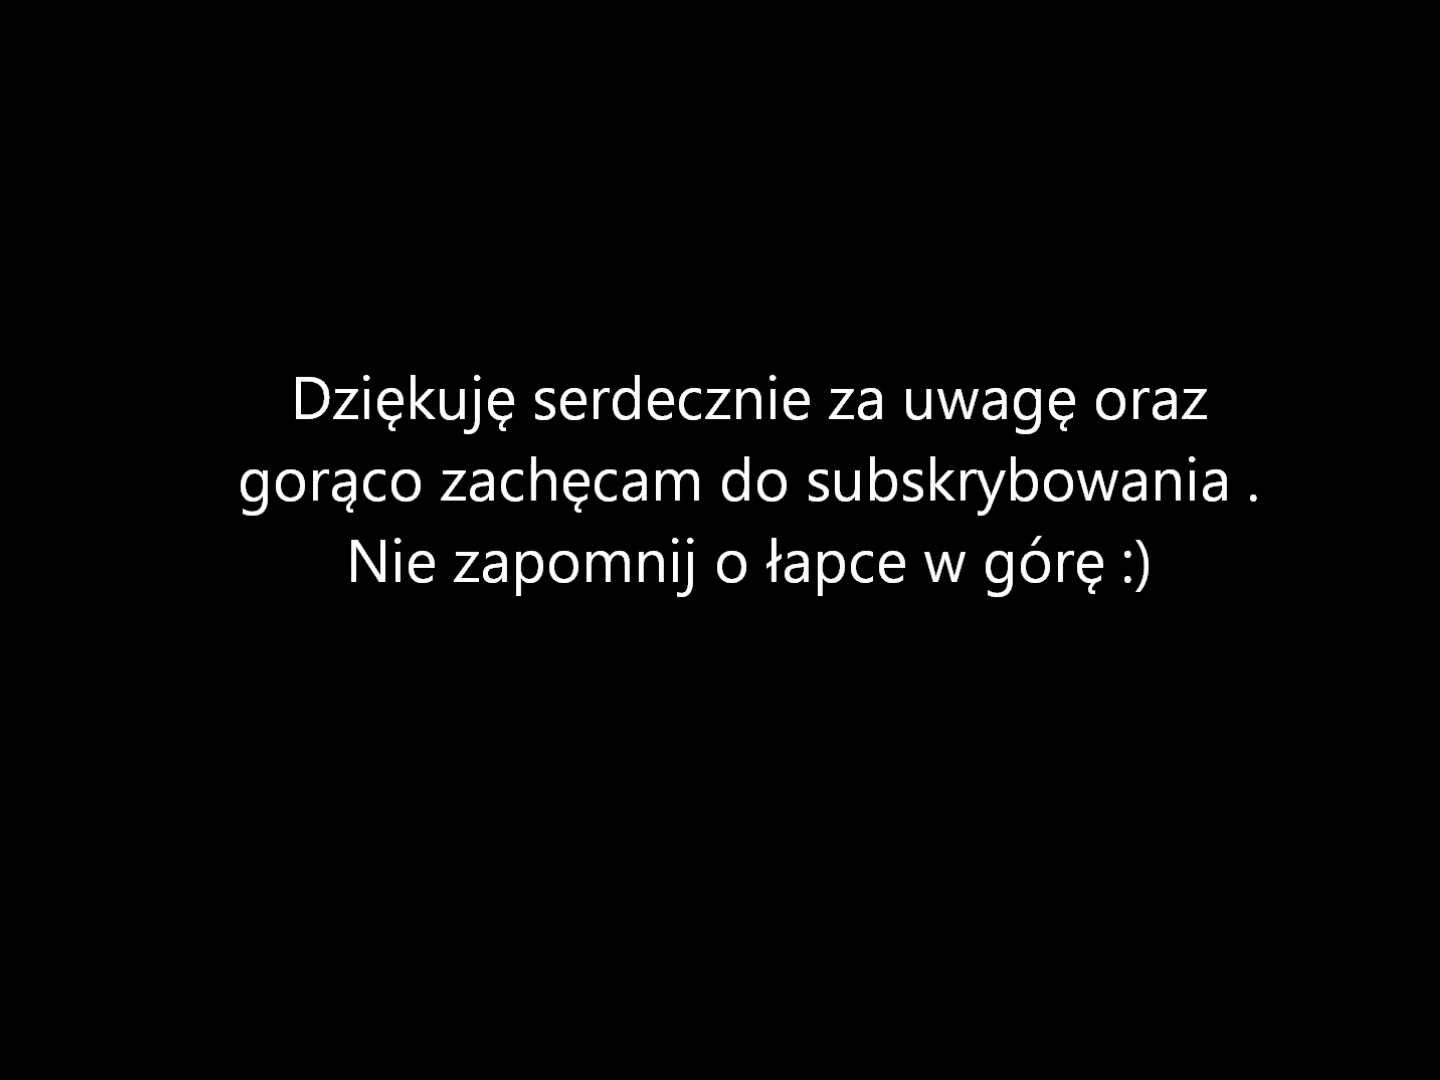 Dziękuję serdecznie za uwagę oraz
gorąco zachęcam do subskrybowania .
Nie zapomnij o łapce w górę :)